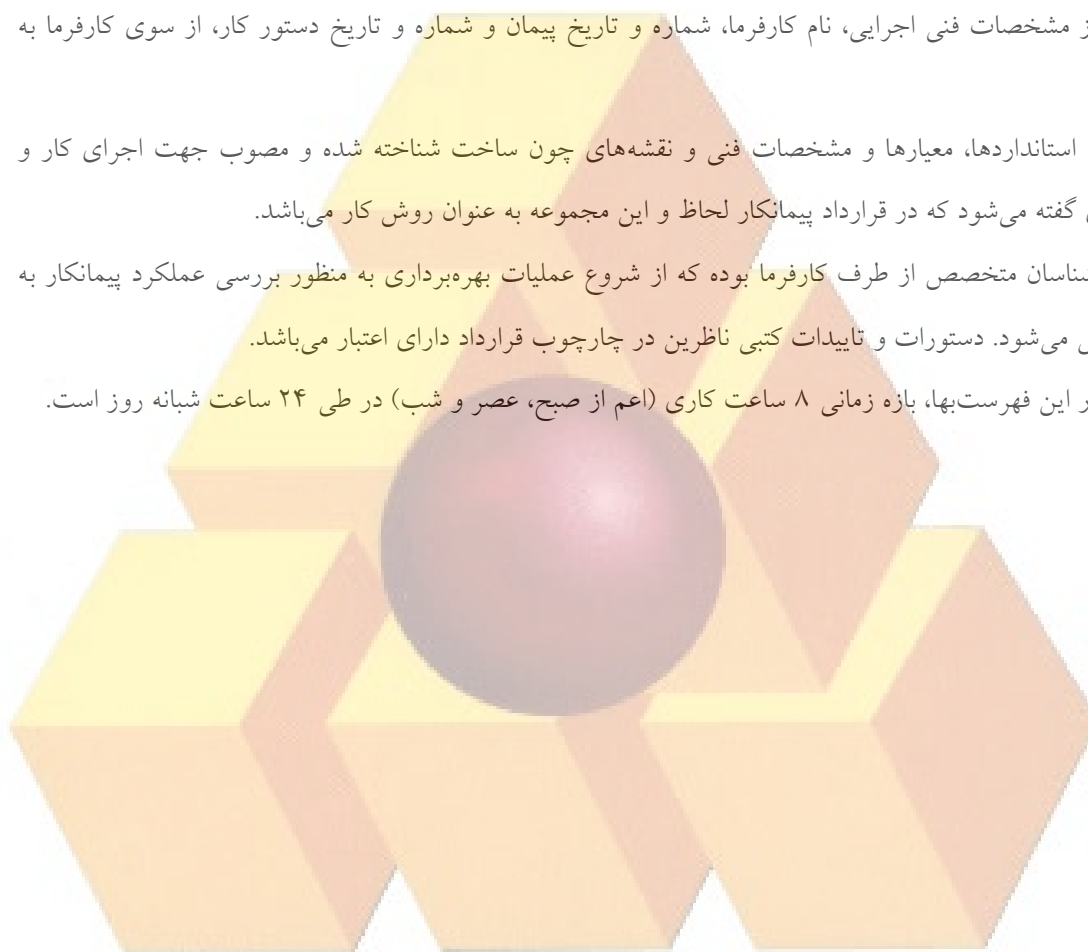 مشخصات فنی اجرایی، نام کارفرما، شماره و تاریخ پیمان و شماره و تاریخ دستور کار، از سوی کارفرما به
استانداردها، معیارها و مشخصات فنی و نقشه‌های چون ساخت شناخته شده و مصوب جهت اجرای کار و
گفته می‌شود که در قرارداد پیمانکار لحاظ و این مجموعه به عنوان روش کار می‌باشد.
متخصص از طرف کارفرما بوده که از شروع عملیات بهره‌برداری به منظور بررسی عملکرد پیمانکار به
می‌شود. دستورات و تاییدات کتبی ناظرین در چارچوب قرارداد دارای اعتبار می‌باشد.
این فهرست‌بها، بازه زمانی ۸ ساعت کاری (اعم از صبح، عصر و شب) در طی ۲۴ ساعت شبانه روز است.